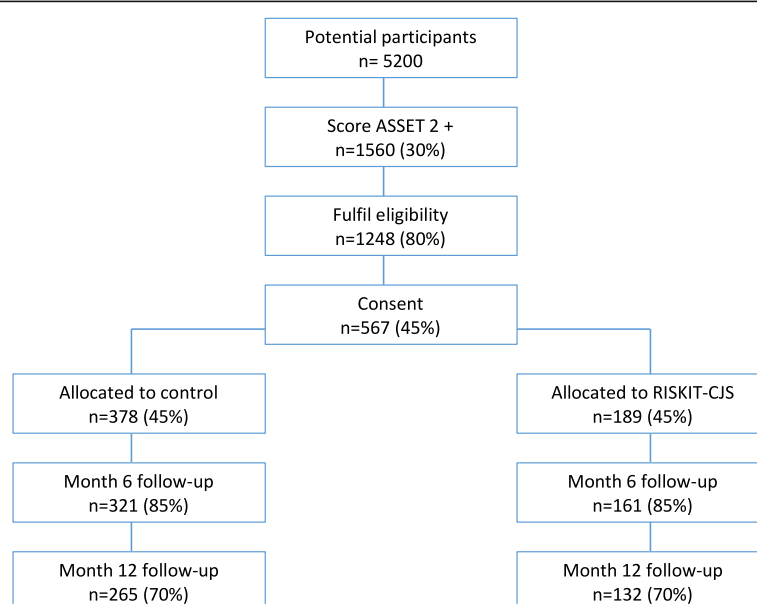 Potential participants
n= 5200
Score ASSET 2 +
n=1560 (30%)
Fulfil eligibility
n=1248 (80%)
Consent
n=567 (45%)
Allocated to control
n=378 (45%)
Month 6 follow-up
n=321 (85%)
Month 12 follow-up
n=265 (70%)
Allocated to RISKIT-CJS
n=189 (45%)
Month 6 follow-up
n=161 (85%)
Month 12 follow-up
n=132 (70%)